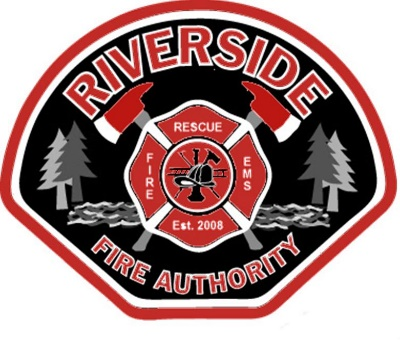 RIVERSIDE
RESCUE
FIRE
EMS
Est. 2008
FIRE AUTHORITY